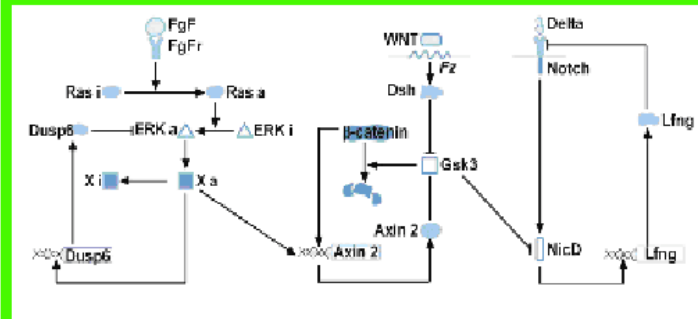 FgF
FgFr
Ras i
Ras a
Dusp6
ERK a
ERK i
X i
X a
Dusp6
WNT
Fz
Dsh
β-catenin
Gsk3
Axin 2
Axin 2
Delta
Notch
Lfng
NicD
Lfng